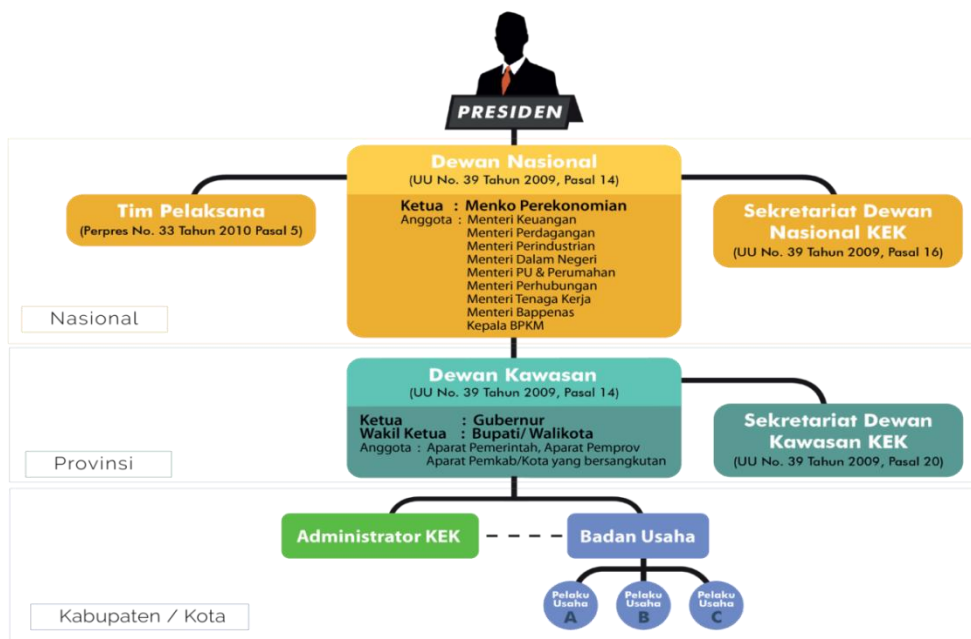 PRESIDEN
Dewan Nasional
(UU No. 39 Tahun 2009, Pasal 14)
Ketua : Menko Perekonomian
Anggota : Menteri Keuangan
Menteri Perdagangan
Menteri Perindustrian
Menteri Dalam Negeri
Menteri PU & Perumahan
Menteri Perhubungan
Menteri Tenaga Kerja
Menteri Bappenas
Kepala BPKM
Tim Pelaksana
(Perpres No. 33 Tahun 2010 Pasal 5)
Sekretariat Dewan
Nasional KEK
(UU No. 39 Tahun 2009, Pasal 16)
Nasional
Dewan Kawasan
(UU No. 39 Tahun 2009, Pasal 14)
Ketua : Gubernur
Wakil Ketua : Bupati/ Walikota
Anggota : Aparat Pemerintah, Aparat Pemprov
Aparat Pemkab/Kota yang bersangkutan
Sekretariat Dewan
Kawasan KEK
(UU No. 39 Tahun 2009, Pasal 20)
Provinsi
Administrator KEK
Badan Usaha
Pelaku
Usaha
A
Pelaku
Usaha
B
Pelaku
Usaha
C
Kabupaten / Kota